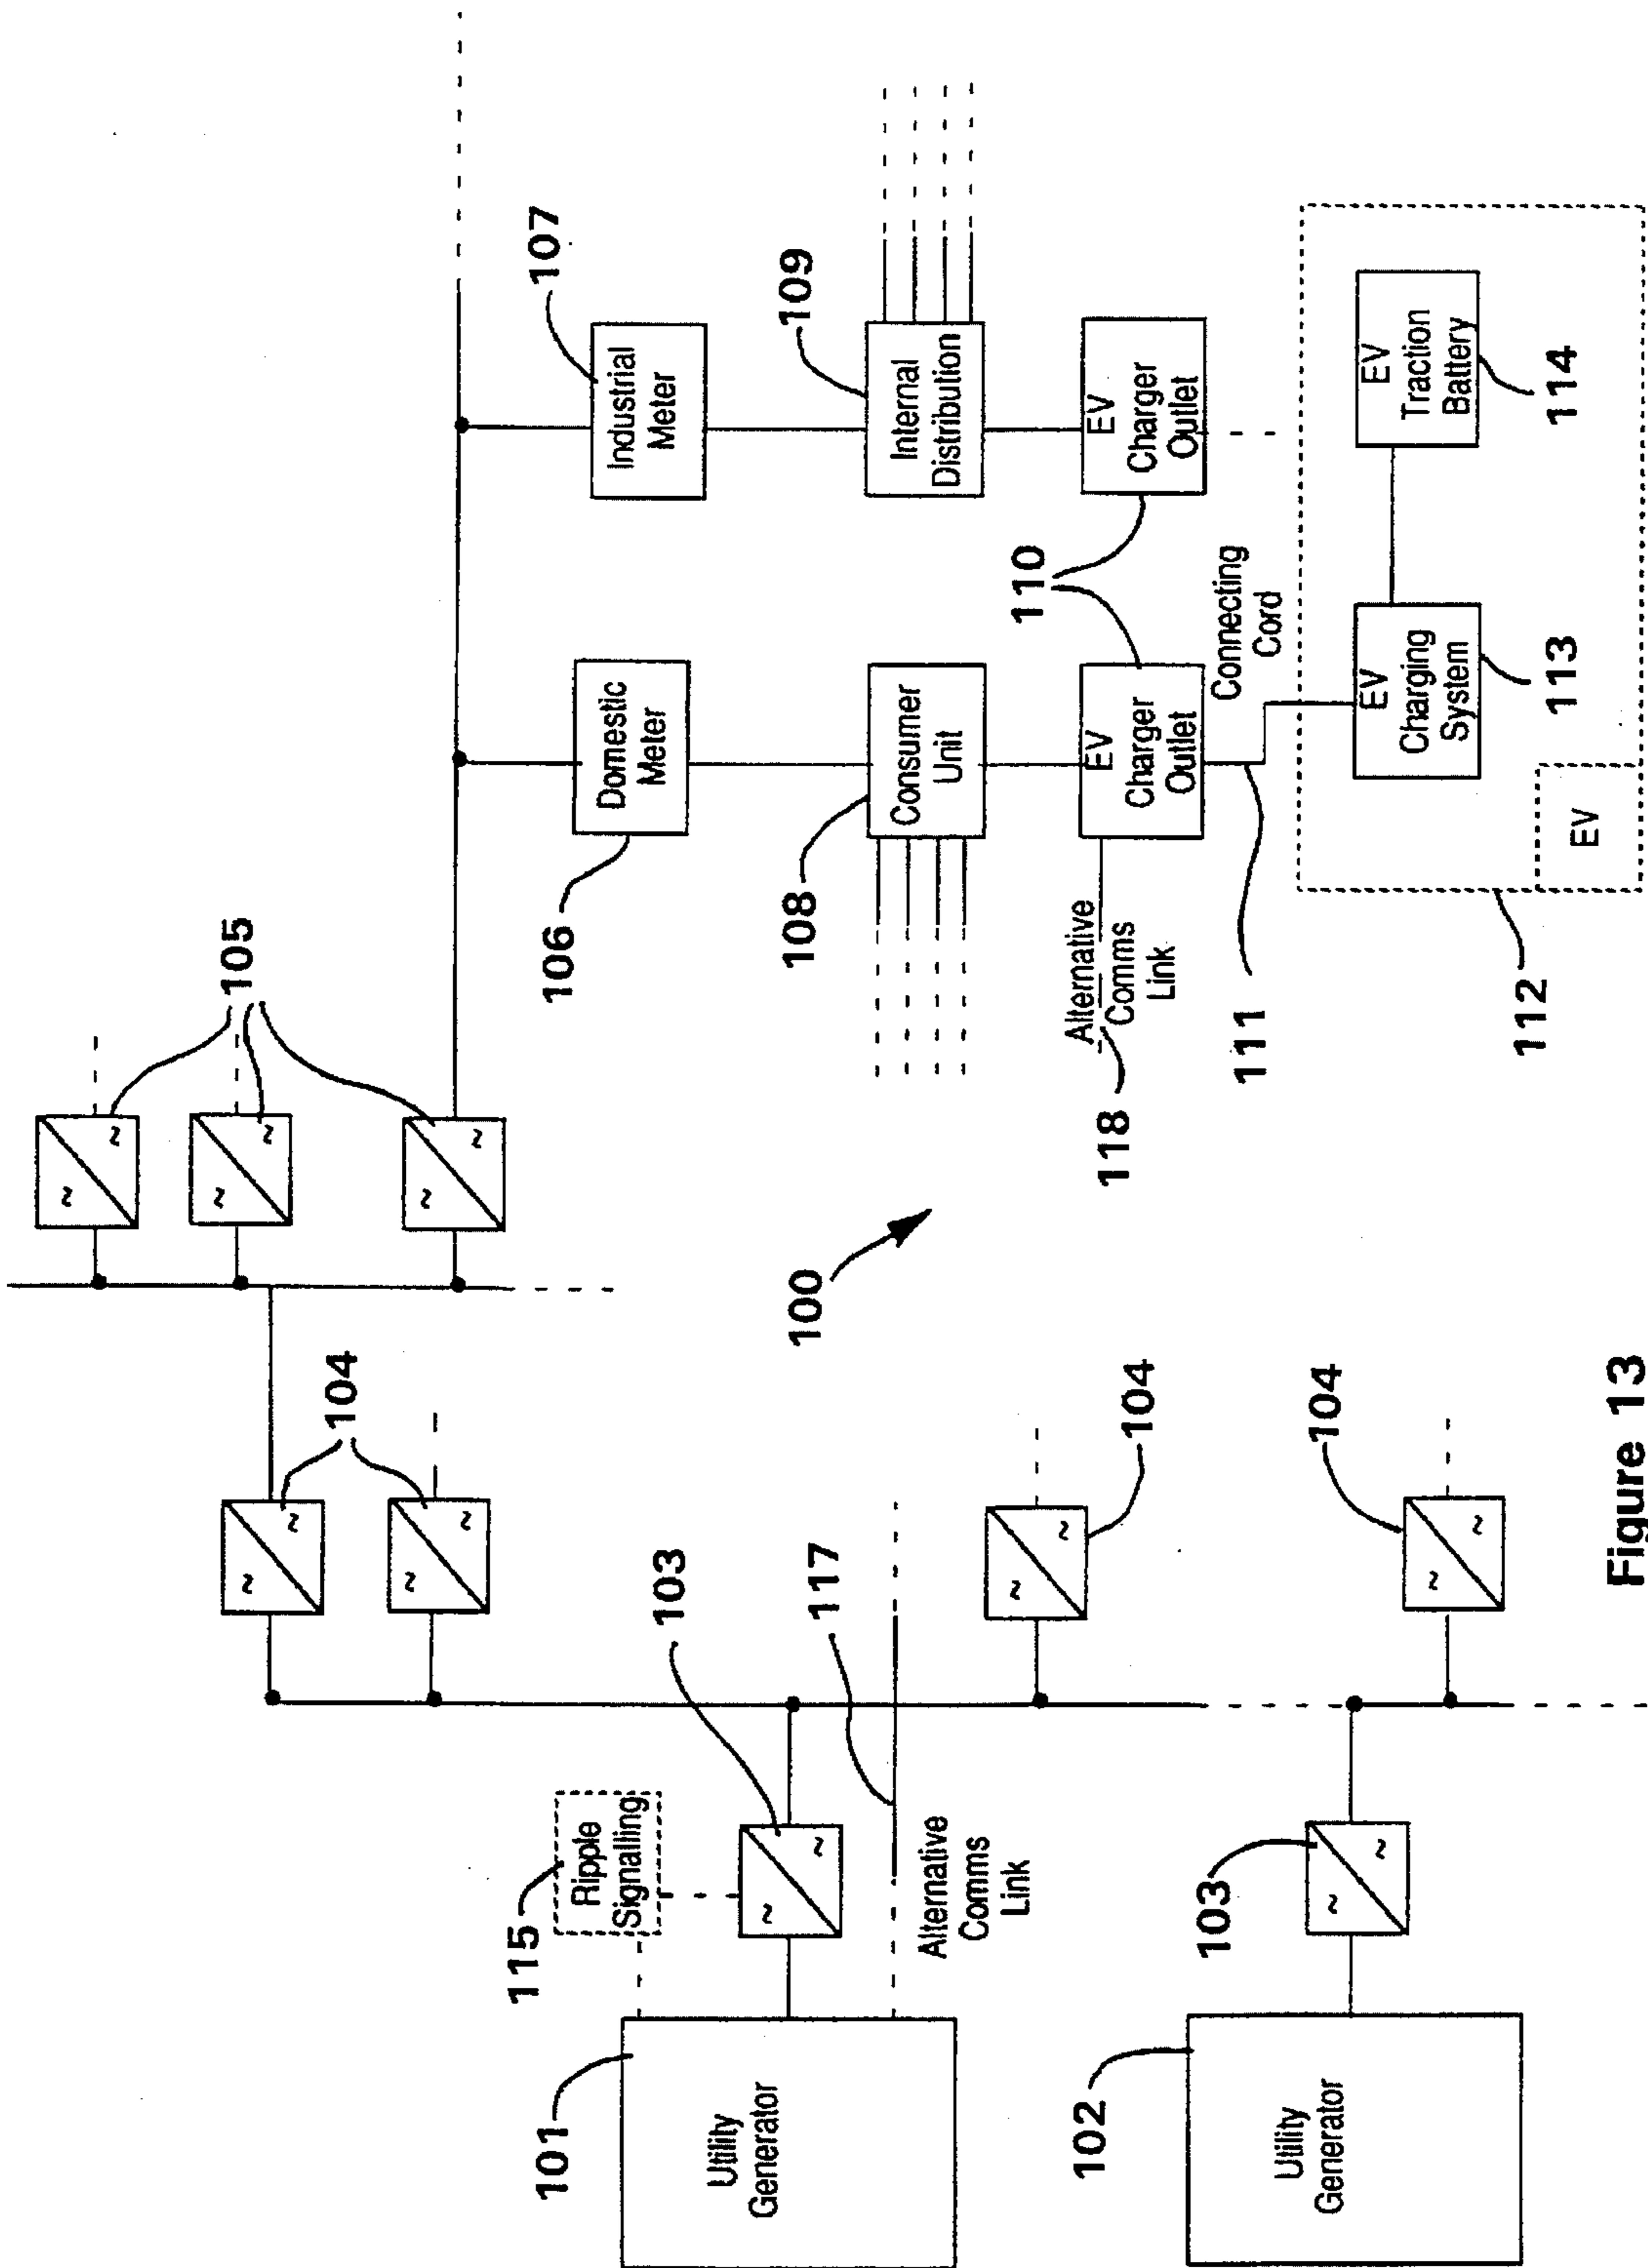 101
Utility
Generator
115
Ripple
Signalling
103
117
Alternative
Comms
Link
102
Utility
Generator
103
104
104
104
105
100
106
Domestic
Meter
107
Industrial
Meter
108
Consumer
Unit
109
Internal
Distribution
110
EV
Charger
Outlet
EV
Charger
Outlet
Alternative
Comms
Link
118
111
Connecting
Cord
112
EV
EV
Charging
System
113
EV
Traction
Battery
114
Figure 13